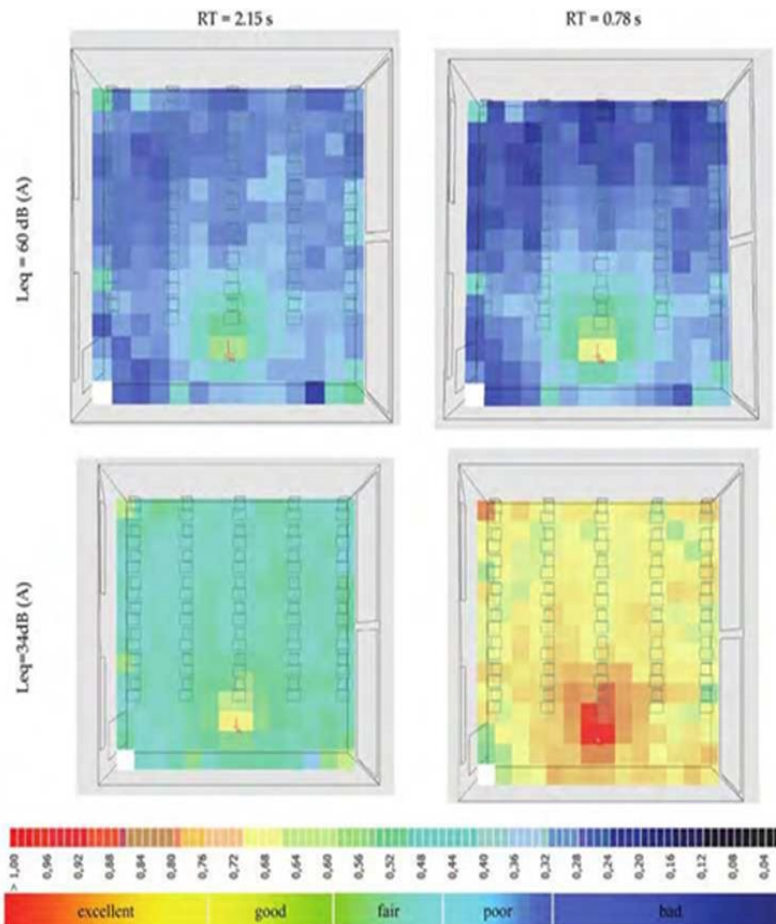 RT = 2.15 s
RT = 0.78 s
Leq = 60 dB (A)
Leq=34dB (A)
> 1,00 0,96 0,92 0,88 0,84 0,80 0,76 0,72 0,68 0,64 0,60 0,56 0,52 0,48 0,44 0,40 0,36 0,32 0,28 0,24 0,20 0,16 0,12 0,08 0,04
excellent good fair poor bad